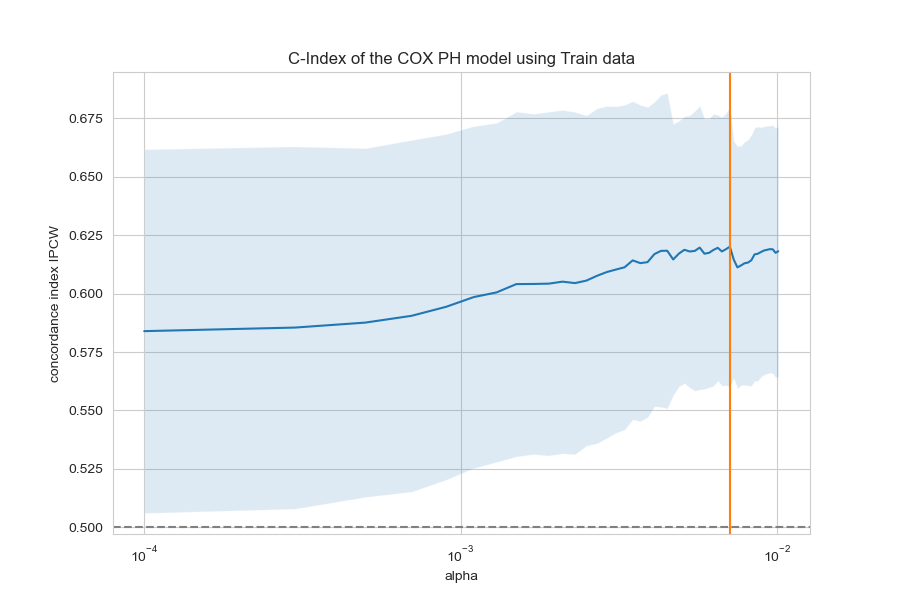 C-Index of the COX PH model using Train data
concordance index IPCW
0.675
0.650
0.625
0.600
0.575
0.550
0.525
0.500
10⁻⁴ 10⁻³ 10⁻²
alpha